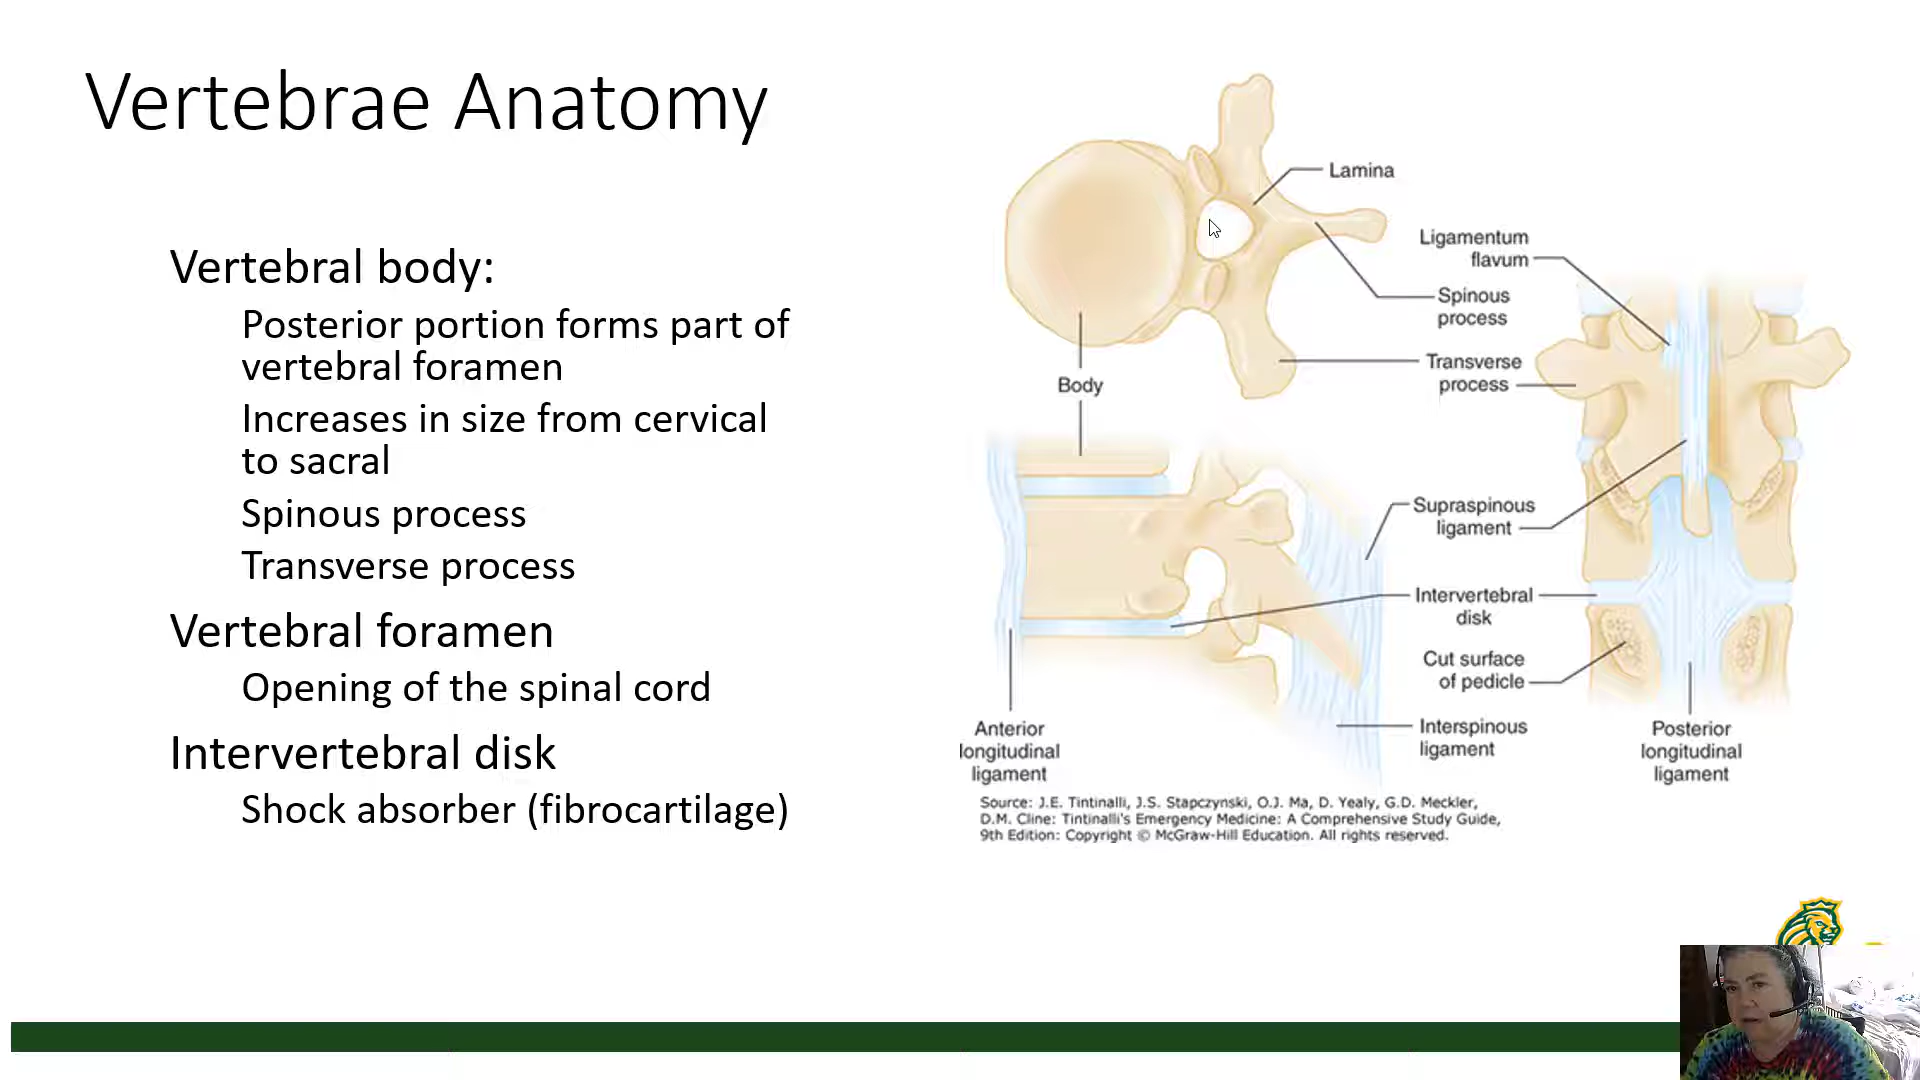 Vertebrae Anatomy
Vertebral body:
Posterior portion forms part of
vertebral foramen
Increases in size from cervical
to sacral
Spinous process
Transverse process
Vertebral foramen
Opening of the spinal cord
Intervertebral disk
Shock absorber (fibrocartilage)
Lamina
Ligamentum
flavum
Spinous
process
Transverse
process
Body
Supraspinous
ligament
Intervertebral
disk
Cut surface
of pedicle
Interspinous
ligament
Anterior
longitudinal
ligament
Posterior
longitudinal
ligament
Source: J.E. Tintinalli, J.S. Stapczynski, O.J. Ma, D. Yealy, G.D. Meckler,
D.M. Cline: Tintinalli's Emergency Medicine: A Comprehensive Study Guide,
9th Edition: Copyright © McGraw-Hill Education. All rights reserved.